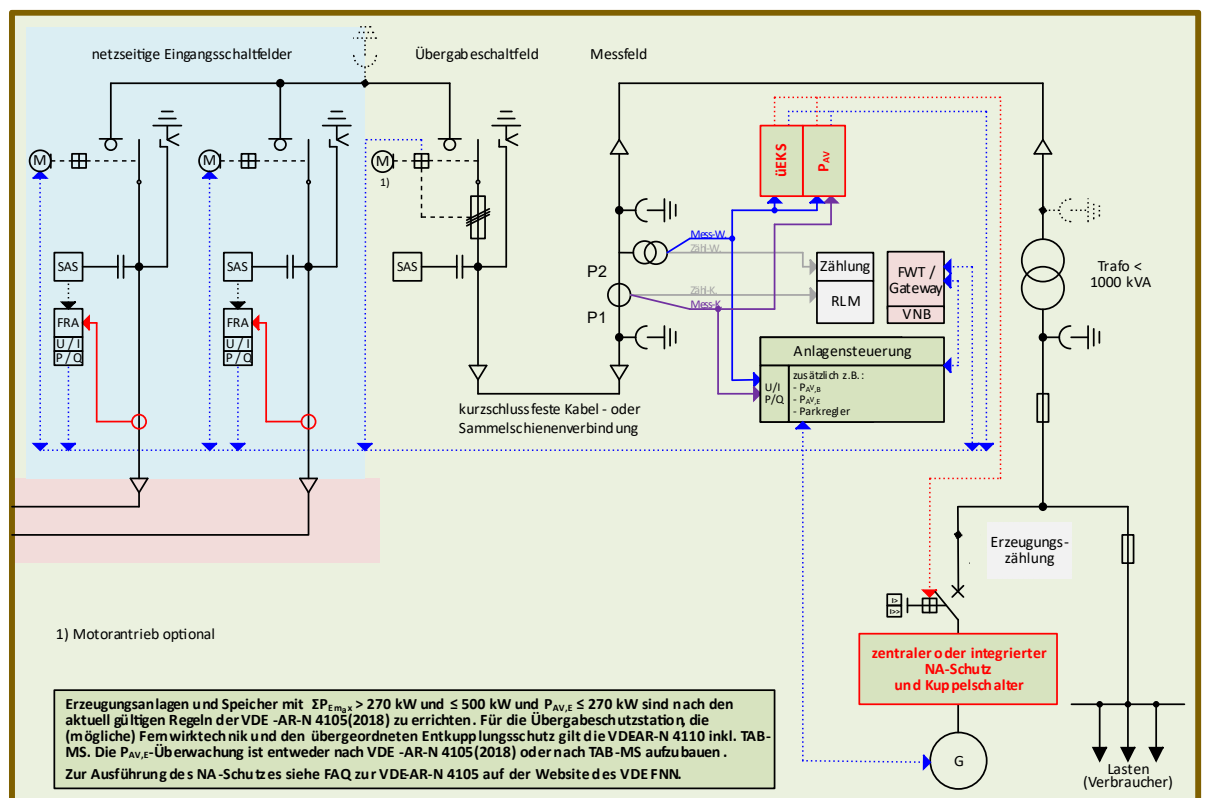 netzseitige Eingangsschaltfelder
Übergabeschaltfeld
Messfeld
M
M
M
1)
üEKS
PAV
Mess-W.
Zähl-W.
Zähl-K.
Mess-K.
P2
P1
Zählung
RLM
FWT /
Gateway
VNB
Trafo <
1000 kVA
SAS
SAS
SAS
FRA
U / I
P / Q
FRA
U / I
P / Q
Anlagensteuerung
U/I
P/Q
zusätzlich z.B.:
- PAV,B
- PAV,E
- Parkregler
kurzschlussfeste Kabel- oder
Sammelschienenverbindung
Erzeugungs-
zählung
I>
I>>
1) Motorantrieb optional
zentraler oder integrierter
NA-Schutz
und Kuppelschalter
G
Lasten
(Verbraucher)
Erzeugungsanlagen und Speicher mit ΣPEmax > 270 kW und ≤ 500 kW und PAV,E ≤ 270 kW sind nach den
aktuell gültigen Regeln der VDE-AR-N 4105(2018) zu errichten. Für die Übergabeschutzstation, die
(mögliche) Fernwirktechnik und den übergeordneten Entkupplungsschutz gilt die VDEAR-N 4110 inkl. TAB-
MS. Die PAV,E-Überwachung ist entweder nach VDE-AR-N 4105(2018) oder nach TAB-MS aufzubauen.
Zur Ausführung des NA-Schutzes siehe FAQ zur VDE-AR-N 4105 auf der Website des VDE FNN.